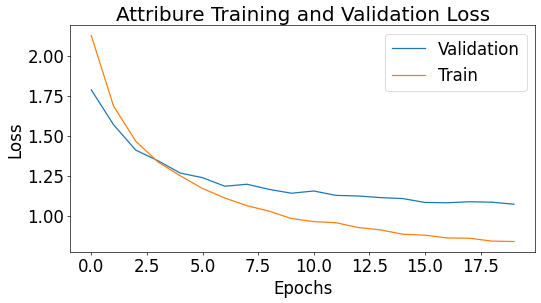 Attribure Training and Validation Loss
Validation
Train
Loss
2.00
1.75
1.50
1.25
1.00
0.0 2.5 5.0 7.5 10.0 12.5 15.0 17.5
Epochs